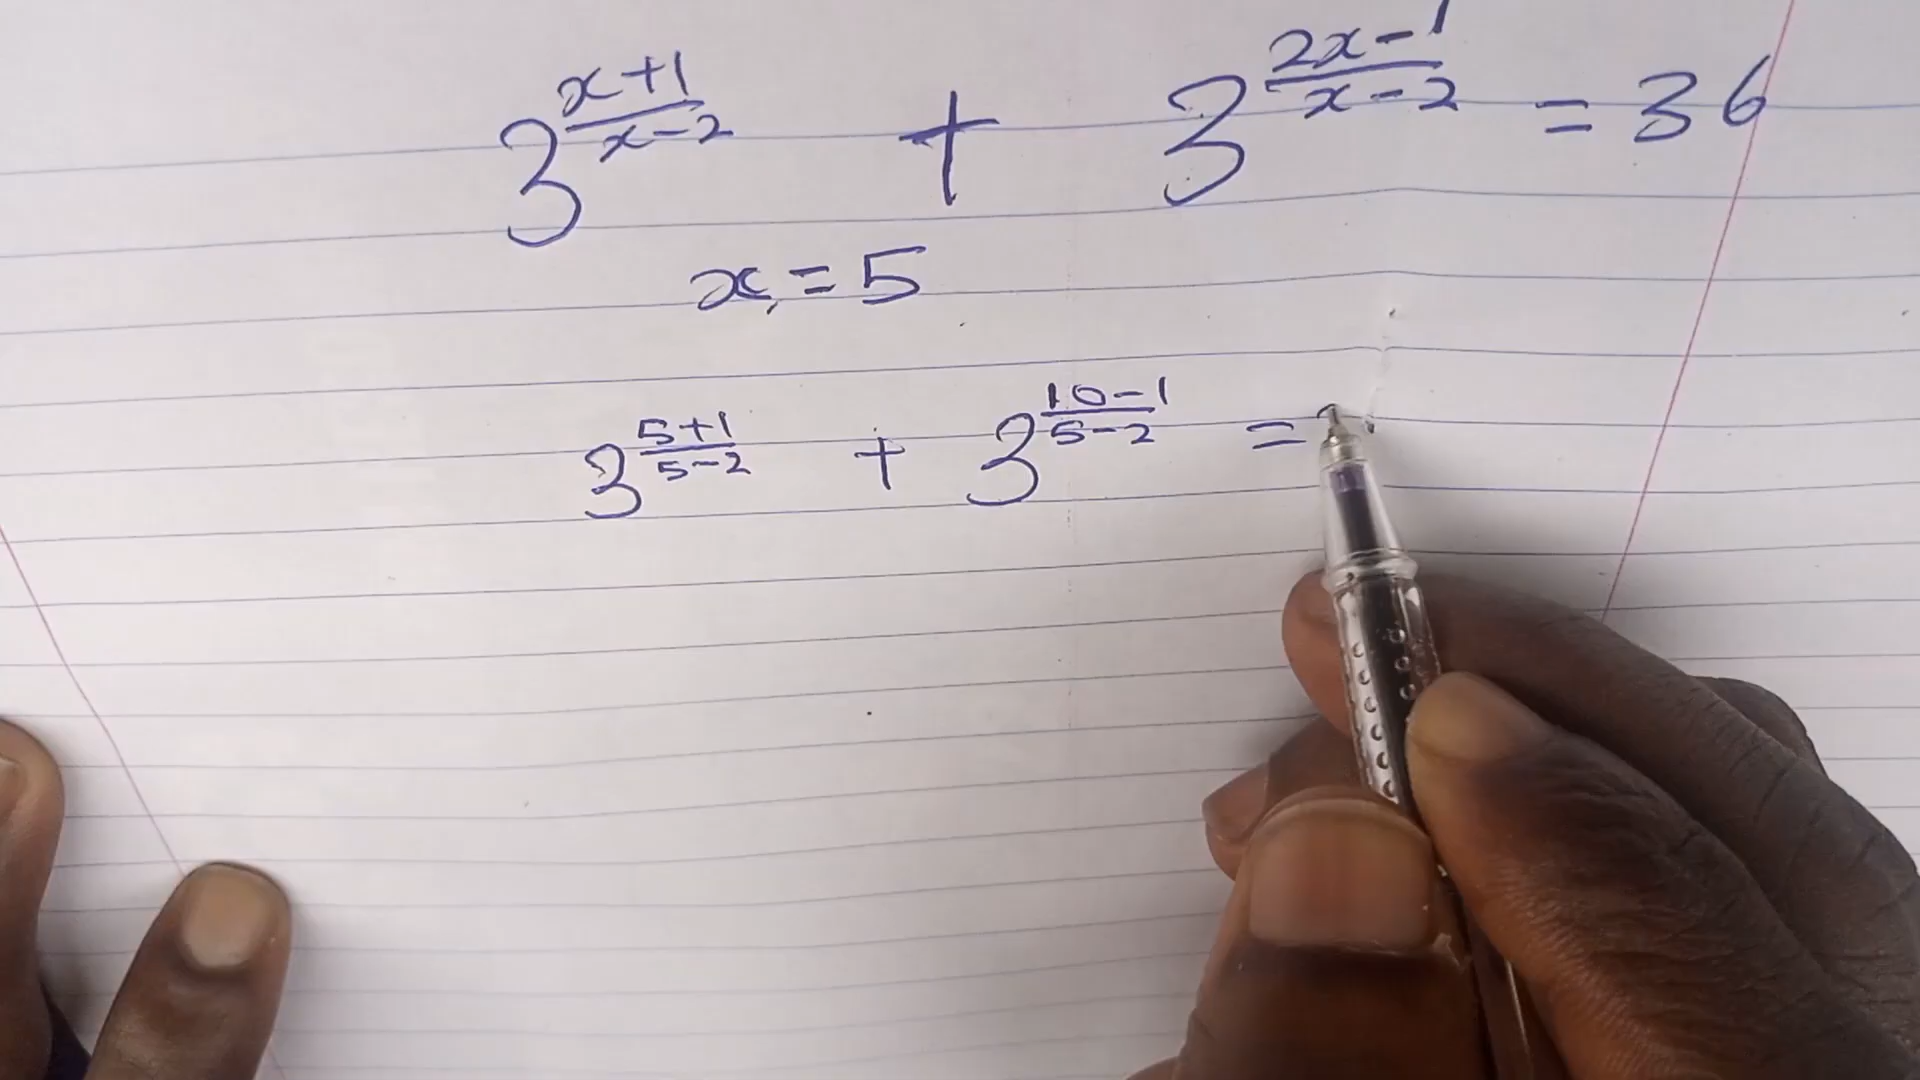 3^((x+1)/(x-2)) + 3^((2x-1)/(x-2)) = 36
x = 5
3^((5+1)/(5-2)) + 3^((10-1)/(5-2)) =